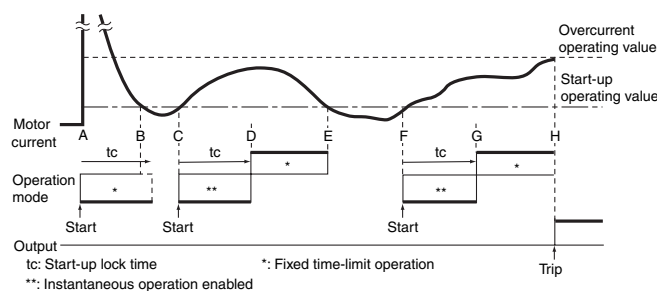 Overcurrent
operating value
Start-up
operating value
Motor
current
A B C D E F G H
tc tc tc
* *
Operation
mode
* ** **
Start Start Start
Output
tc: Start-up lock time *: Fixed time-limit operation
Trip
**: Instantaneous operation enabled